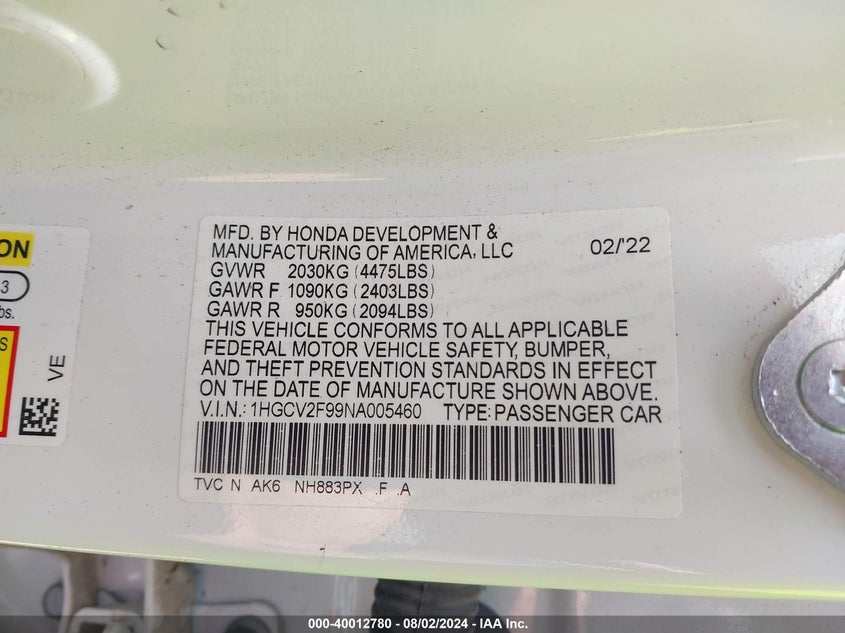 MFD. BY HONDA DEVELOPMENT &
MANUFACTURING OF AMERICA, LLC 02/'22
GVWR 2030KG (4475LBS)
GAWR F 1090KG (2403LBS)
GAWR R 950KG (2094LBS)
THIS VEHICLE CONFORMS TO ALL APPLICABLE
FEDERAL MOTOR VEHICLE SAFETY, BUMPER,
AND THEFT PREVENTION STANDARDS IN EFFECT
ON THE DATE OF MANUFACTURE SHOWN ABOVE.
V.I.N.: 1HGCV2F99NA005460 TYPE: PASSENGER CAR
TVC N AK6 NH883PX .F .A
ON
3
bs.
S
VE
000-40012780 - 08/02/2024 - IAA Inc.